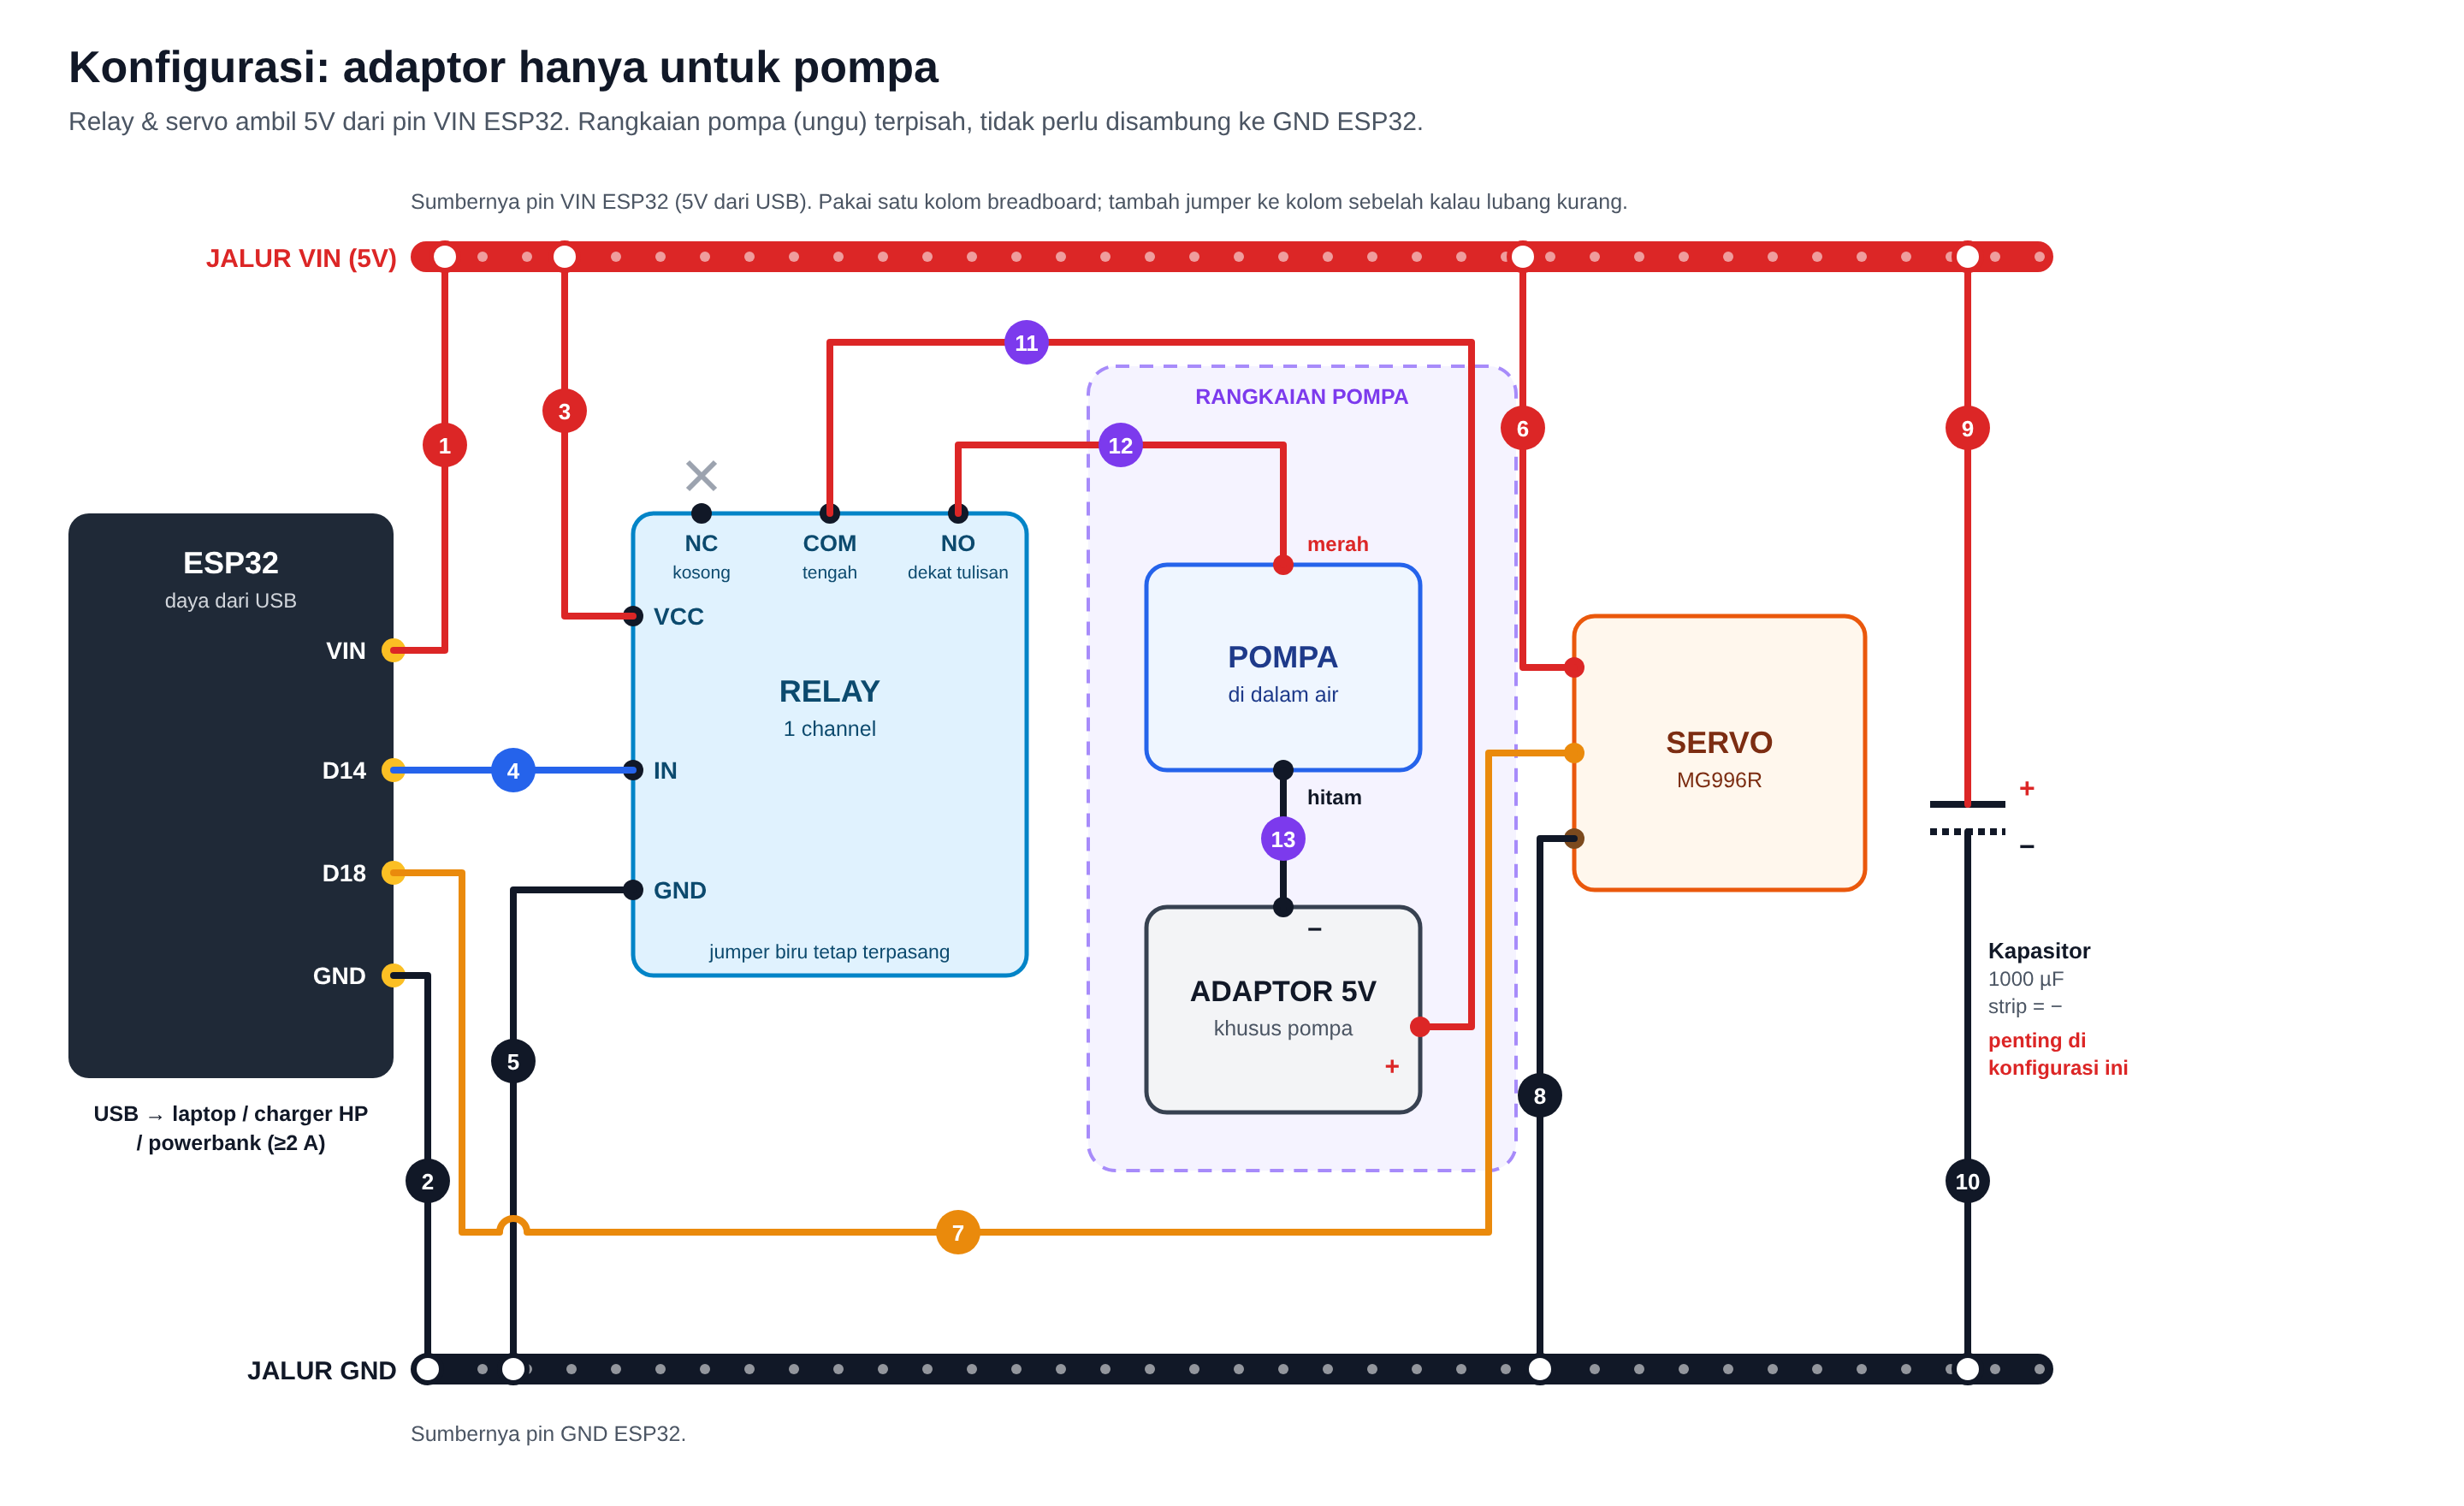 Konfigurasi: adaptor hanya untuk pompa
Relay & servo ambil 5V dari pin VIN ESP32. Rangkaian pompa (ungu) terpisah, tidak perlu disambung ke GND ESP32.
Sumbernya pin VIN ESP32 (5V dari USB). Pakai satu kolom breadboard; tambah jumper ke kolom sebelah kalau lubang kurang.
JALUR VIN (5V)
11
RANGKAIAN POMPA
3
6
9
1
12
ESP32
daya dari USB
VIN
D14
D18
GND
NC
kosong
COM
tengah
NO
dekat tulisan
VCC
RELAY
1 channel
4
IN
GND
jumper biru tetap terpasang
merah
POMPA
di dalam air
hitam
13
−
ADAPTOR 5V
khusus pompa
+
SERVO
MG996R
+
−
Kapasitor
1000 µF
strip = −
penting di
konfigurasi ini
5
8
USB → laptop / charger HP
/ powerbank (≥2 A)
2
10
7
JALUR GND
Sumbernya pin GND ESP32.